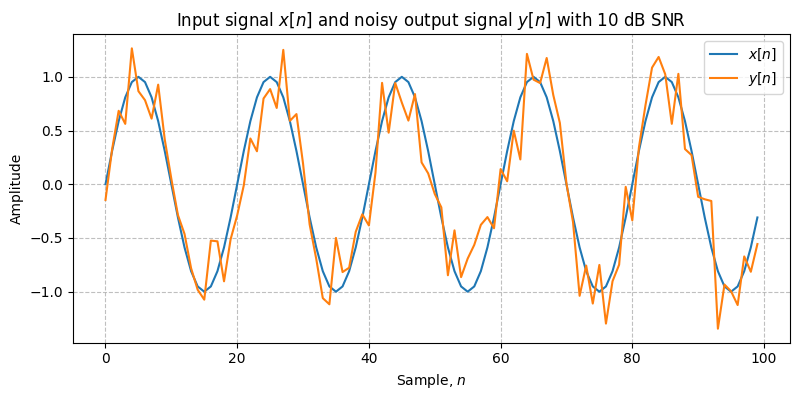 Input signal x[n] and noisy output signal y[n] with 10 dB SNR
x[n]
y[n]
Amplitude
1.0
0.5
0.0
−0.5
−1.0
0 20 40 60 80 100
Sample, n